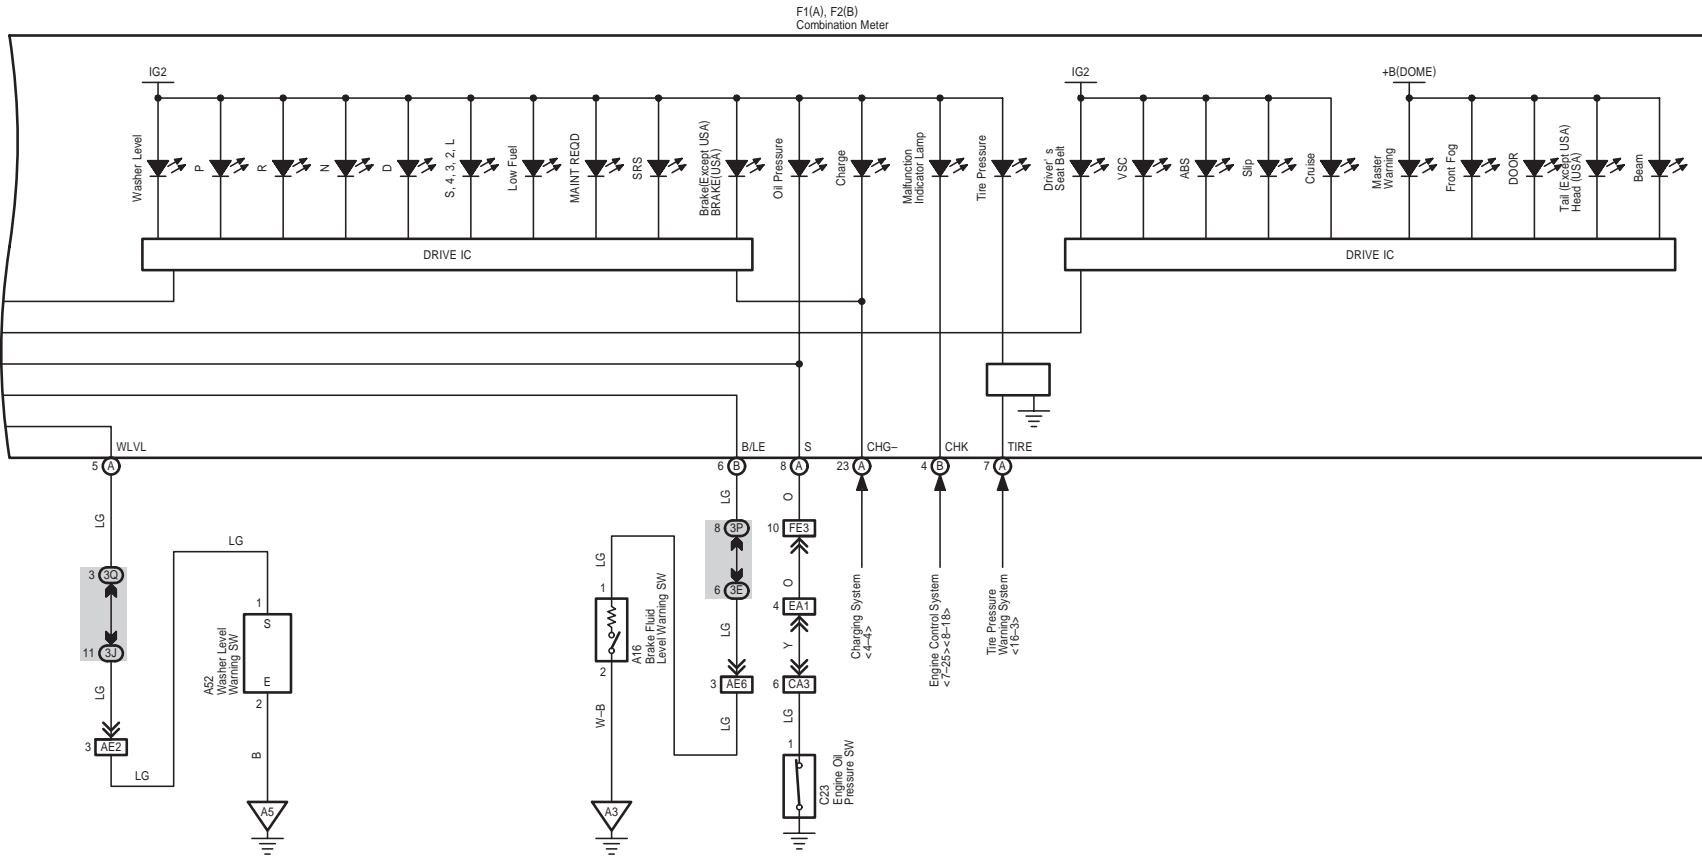 F1(A), F2(B)
Combination Meter
IG2
IG2
+B(DOME)
Washer Level
P
R
N
D
S, 4, 3, 2, L
Low Fuel
MAINT REQD
SRS
Brake(Except USA)
BRAKE(USA)
Oil Pressure
Charge
Malfunction
Indicator Lamp
Tire Pressure
Driver' s
Seat Belt
VSC
ABS
Slip
Cruise
Master
Warning
Front Fog
DOOR
Tail (Except USA)
Head (USA)
Beam
DRIVE IC
DRIVE IC
WLVL
B/LE
S
CHG–
CHK
TIRE
5 A
6 B
8 A
23 A
4 B
7 A
LG
LG
O
8 3P
10 FE3
LG
LG
3 3Q
1
S
E
2
A52
Washer Level
Warning SW
11 3J
LG
3 AE2
LG
B
A5
1
2
A16
Brake Fluid
Level Warning SW
W–B
A3
6 3E
LG
3 AE6
LG
O
4 EA1
Y
6 CA3
LG
1
C23
Engine Oil
Pressure SW
Charging System
<4–4>
Engine Control System
<7–25><8–18>
Tire Pressure
Warning System
<16–3>